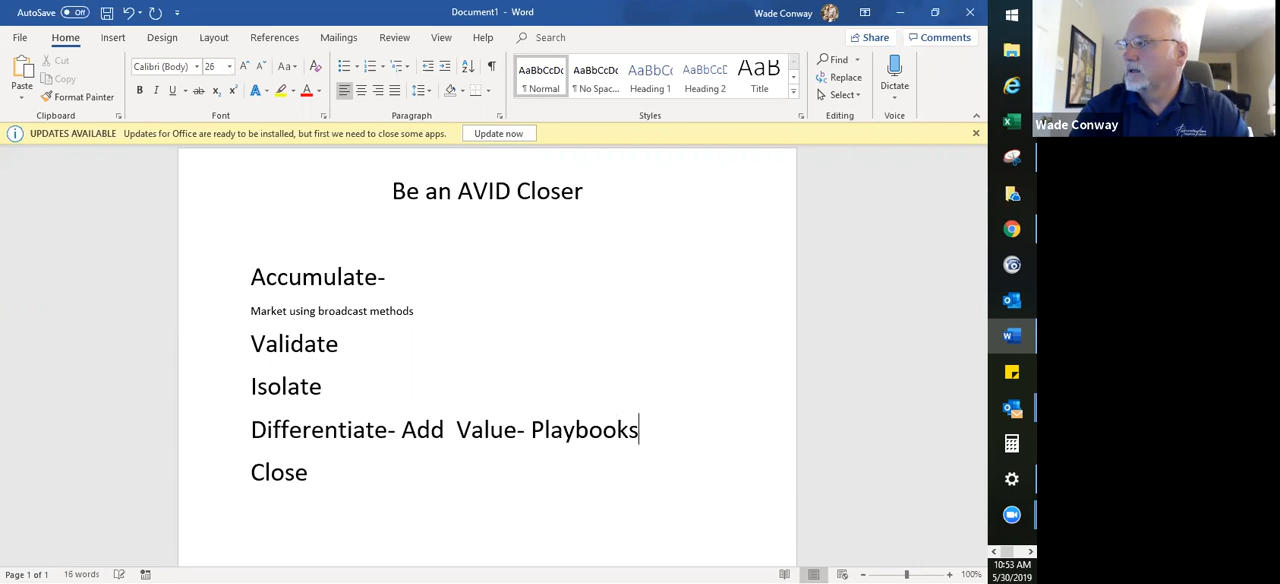 AutoSave Off Document1 - Word Wade Conway
File Home Insert Design Layout References Mailings Review View Help Search Share Comments
Paste Cut Copy Format Painter
Clipboard
Calibri (Body) 26
Font
Paragraph
AaBbCcDc AaBbCcDc AaBbCc AaBbCcD AaB
¶ Normal ¶ No Spac... Heading 1 Heading 2 Title
Styles
Find
Replace
Select
Editing
Dictate
Voice
UPDATES AVAILABLE Updates for Office are ready to be installed, but first we need to close some apps. Update now
Be an AVID Closer
Accumulate-
Market using broadcast methods
Validate
Isolate
Differentiate- Add  Value- Playbooks
Close
Page 1 of 1 16 words 100%
Wade Conway
10:53 AM
5/30/2019